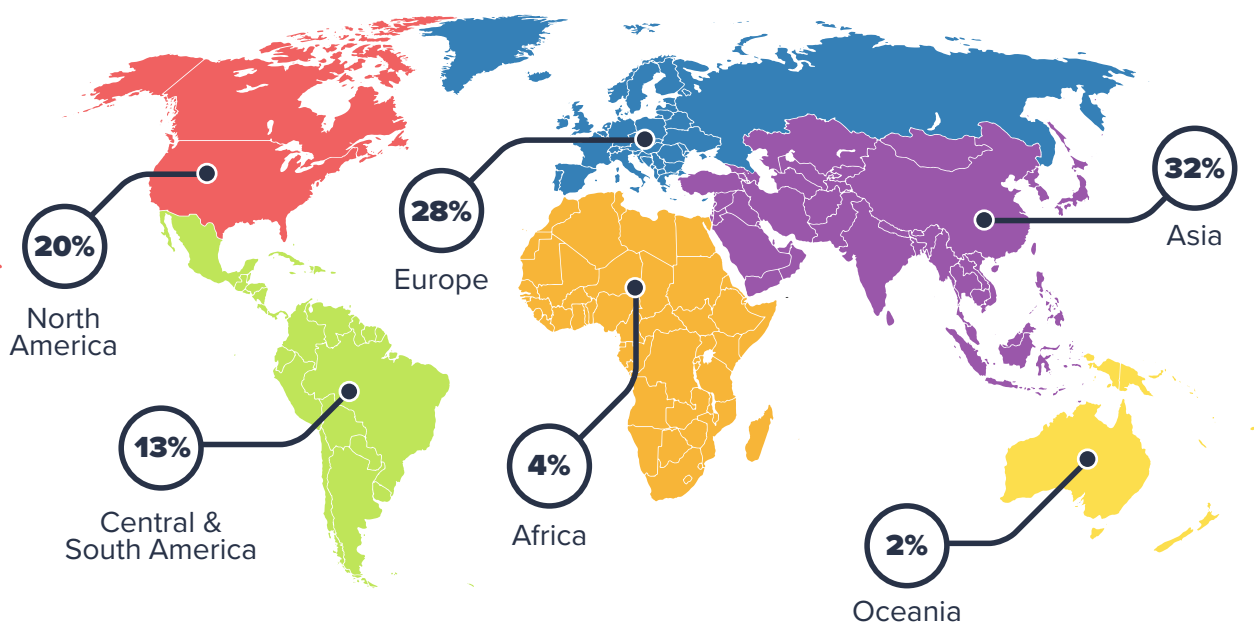 32%
Asia
28%
Europe
20%
North
America
13%
Central &
South America
4%
Africa
2%
Oceania